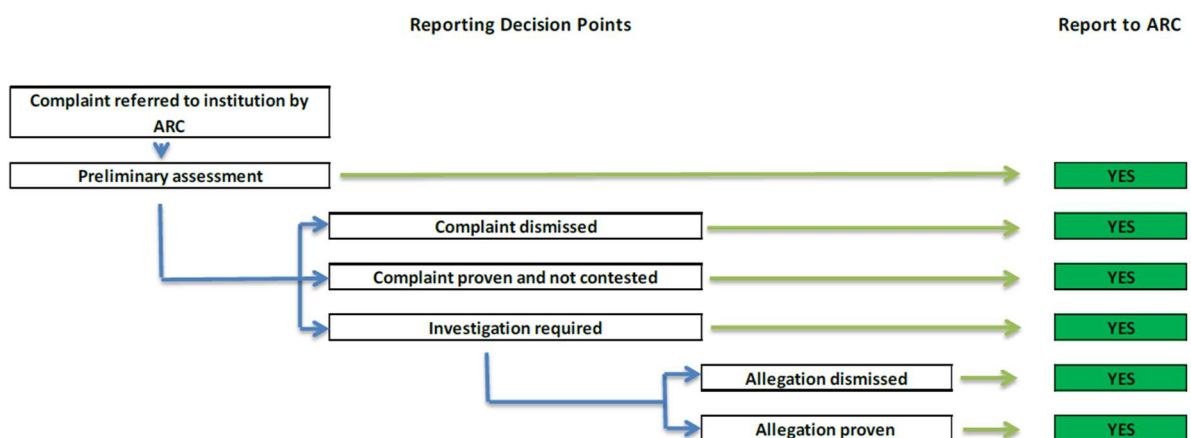 Reporting Decision Points
Report to ARC
Complaint referred to institution by
ARC
Preliminary assessment
YES
Complaint dismissed
YES
Complaint proven and not contested
YES
Investigation required
YES
Allegation dismissed
YES
Allegation proven
YES